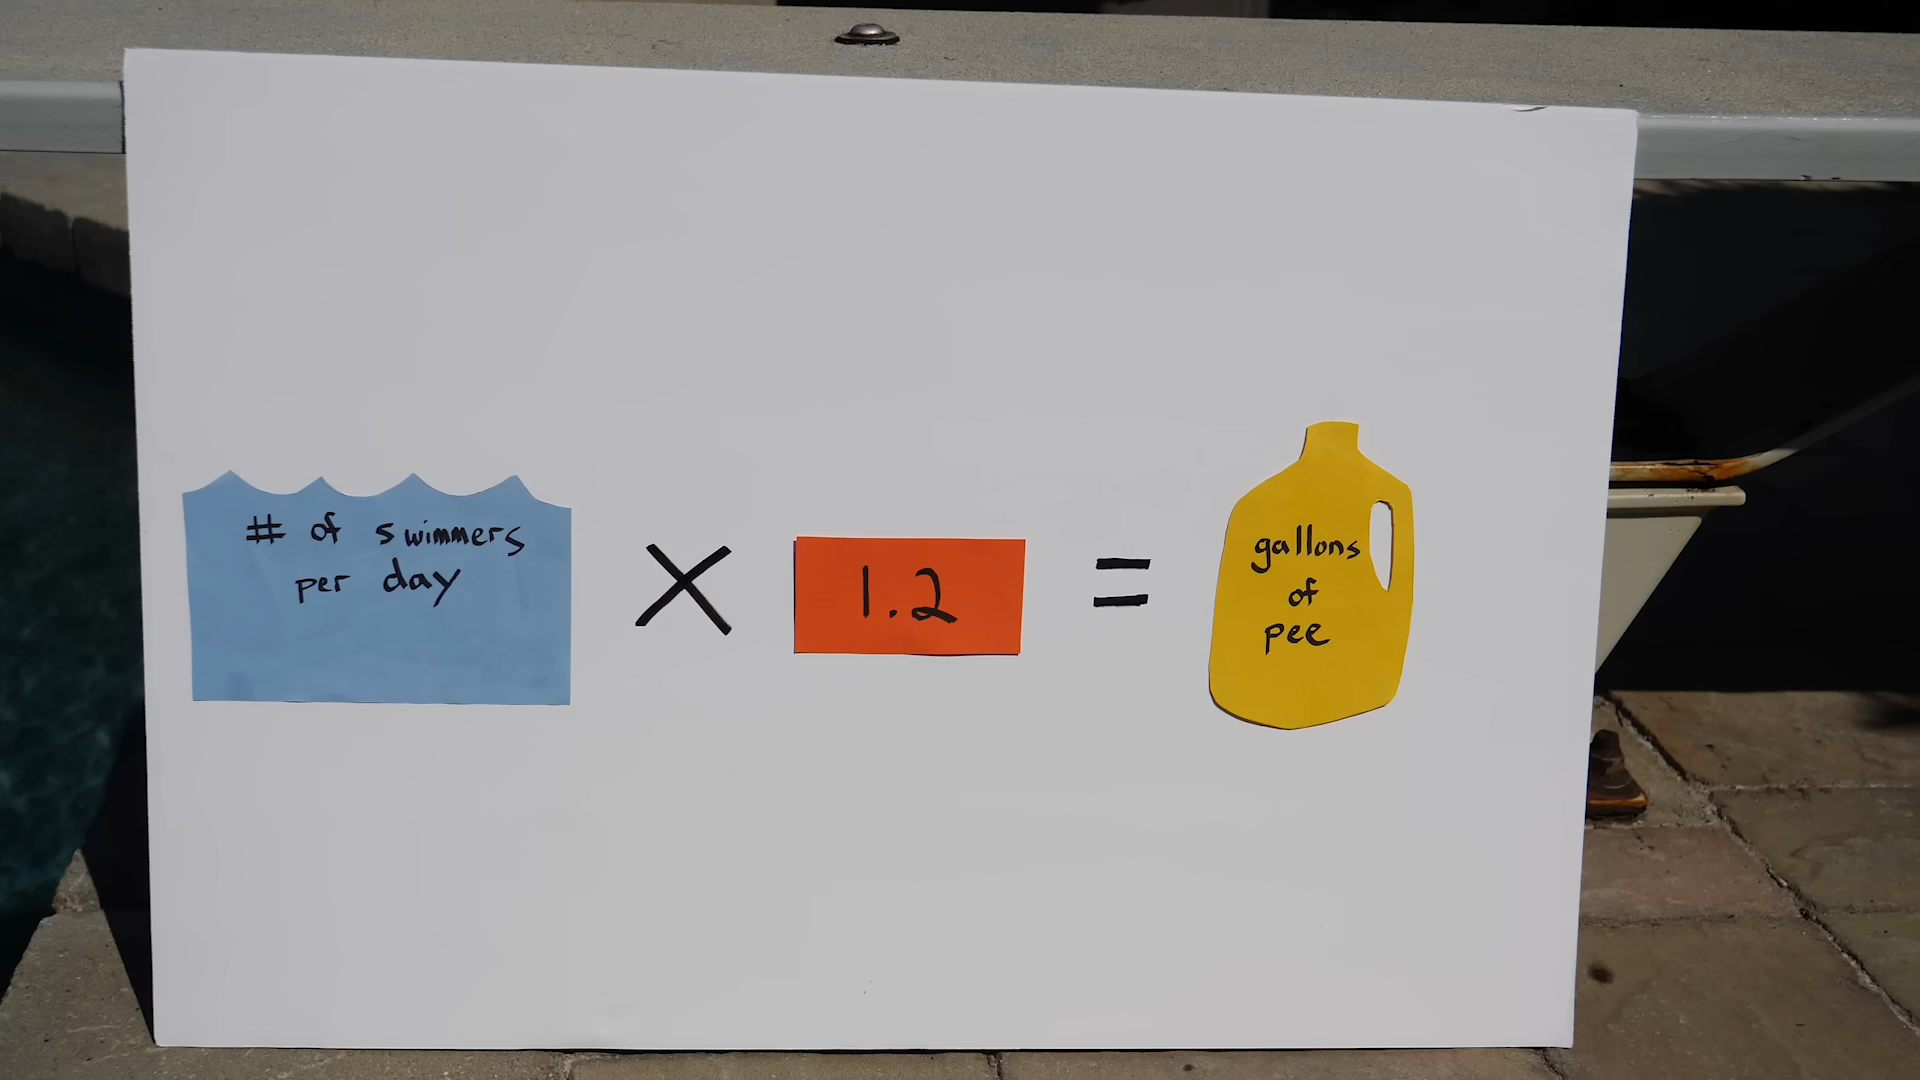 # of swimmers
per day
×
1.2
=
gallons
of
pee